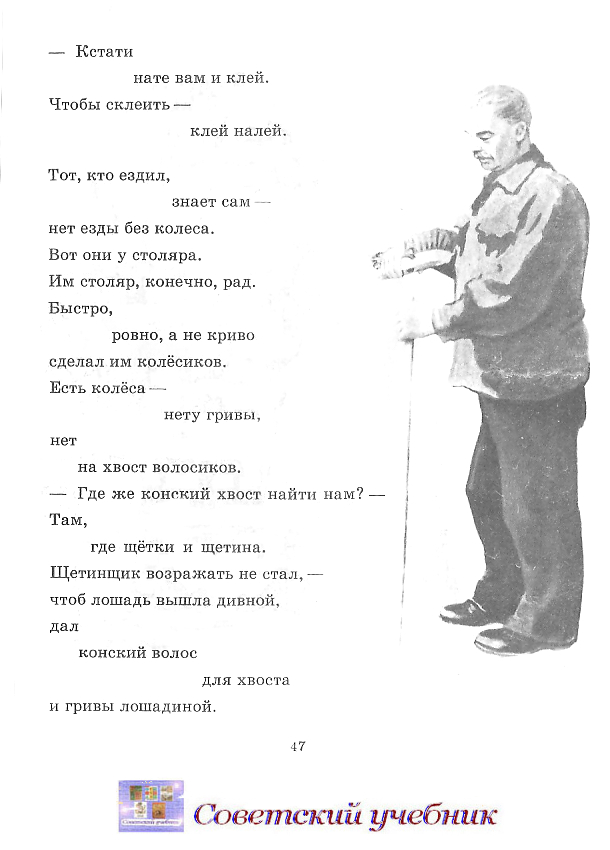 — Кстати
нате вам и клей.
Чтобы склеить —
клей налей.
Тот, кто ездил,
знает сам —
нет езды без колеса.
Вот они у столяра.
Им столяр, конечно, рад.
Быстро,
ровно, а не криво
сделал им колёсиков.
Есть колёса —
нету гривы,
нет
на хвост волосиков.
— Где же конский хвост найти нам? —
Там,
где щётки и щетина.
Щетинщик возражать не стал, —
чтоб лошадь вышла дивной,
дал
конский волос
для хвоста
и гривы лошадиной.
47
Советский учебник
Советский учебник